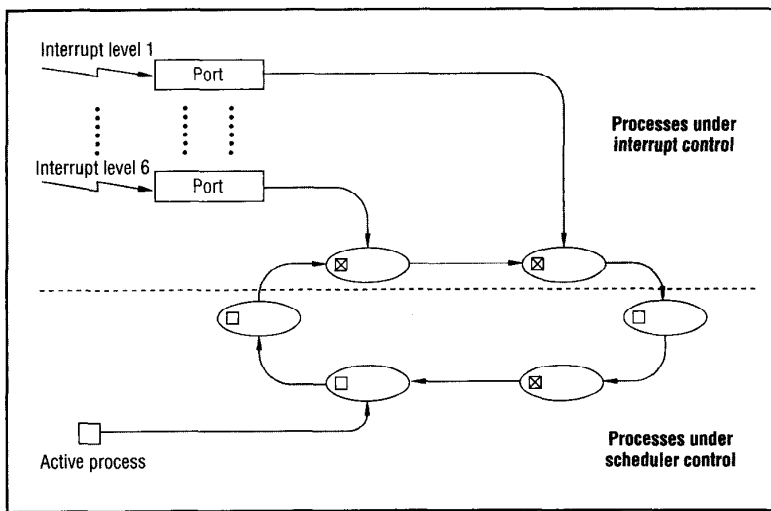 Interrupt level 1
Port
Processes under
interrupt control
Interrupt level 6
Port
Active process
Processes under
scheduler control